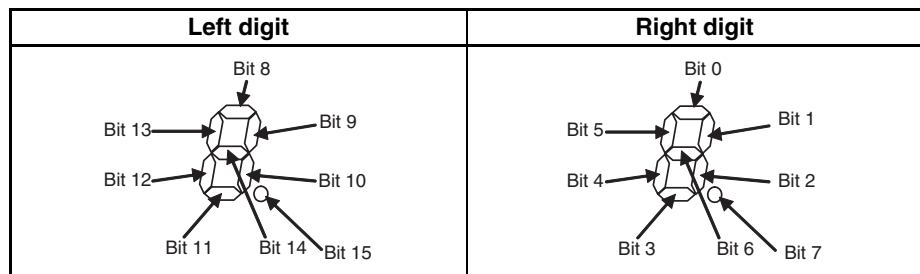 Left digit Right digit
Bit 8 Bit 0
Bit 13 Bit 9 Bit 5 Bit 1
Bit 12 Bit 10 Bit 4 Bit 2
Bit 11 Bit 14 Bit 15 Bit 3 Bit 6 Bit 7